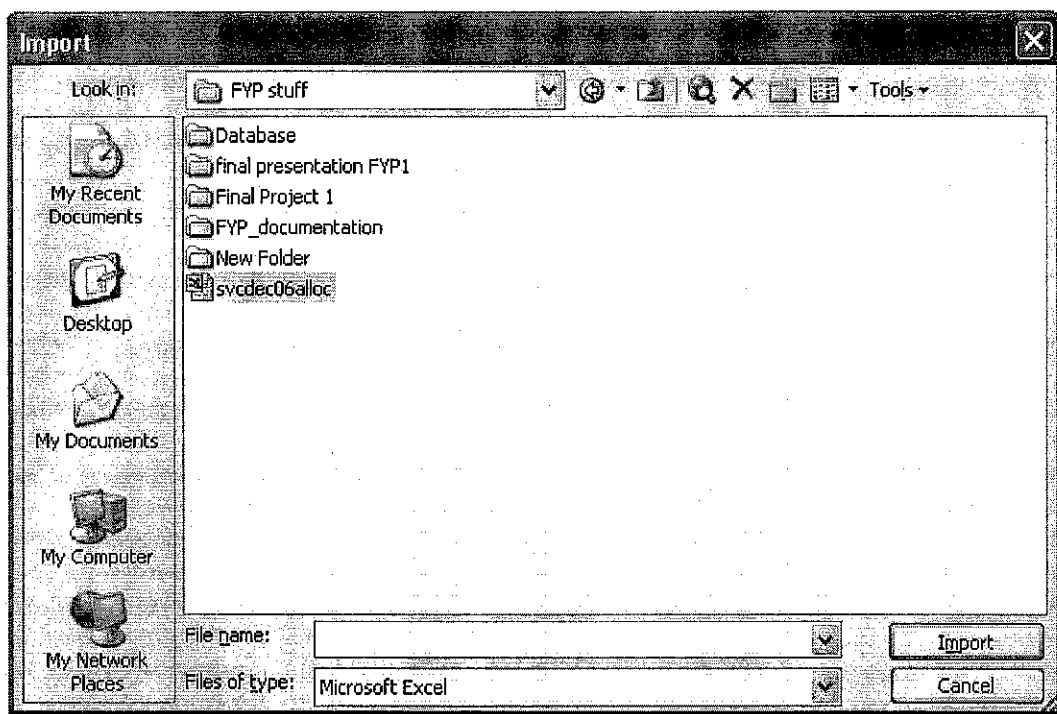 Import
Look in: FYP stuff Tools
Database
final presentation FYP1
Final Project 1
FYP_documentation
New Folder
svcdec06alloc
My Recent
Documents
Desktop
My Documents
My Computer
My Network
Places
File name: Import
Files of type: Microsoft Excel Cancel